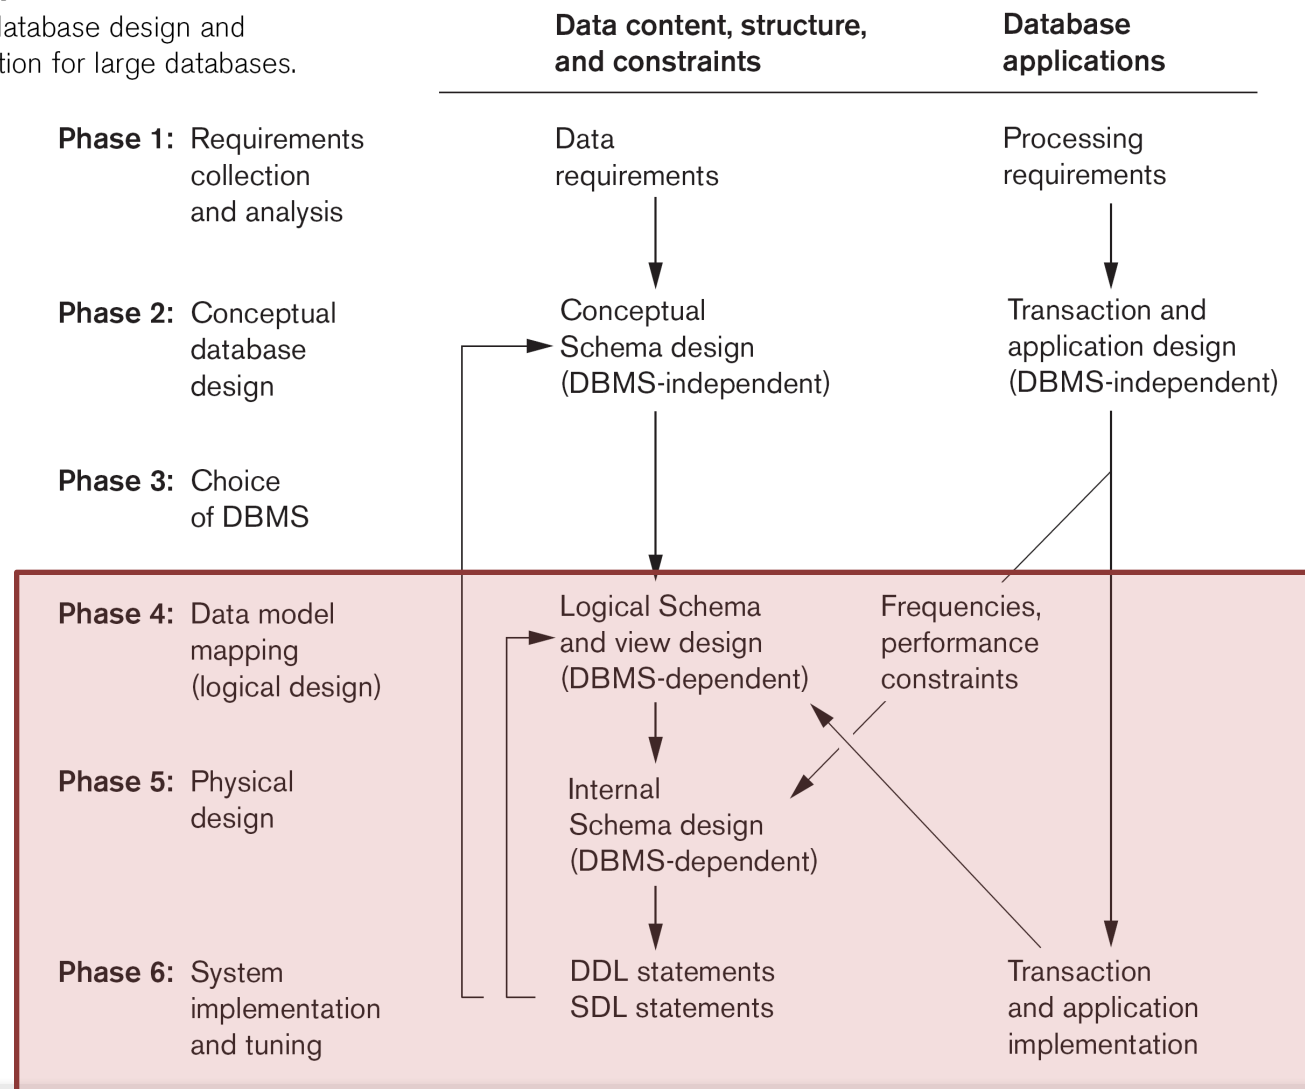 database design and
tion for large databases.
Data content, structure,
and constraints
Database
applications
Phase 1: Requirements
collection
and analysis
Data
requirements
Processing
requirements
Phase 2: Conceptual
database
design
Conceptual
Schema design
(DBMS-independent)
Transaction and
application design
(DBMS-independent)
Phase 3: Choice
of DBMS
Phase 4: Data model
mapping
(logical design)
Logical Schema
and view design
(DBMS-dependent)
Frequencies,
performance
constraints
Phase 5: Physical
design
Internal
Schema design
(DBMS-dependent)
Phase 6: System
implementation
and tuning
DDL statements
SDL statements
Transaction
and application
implementation